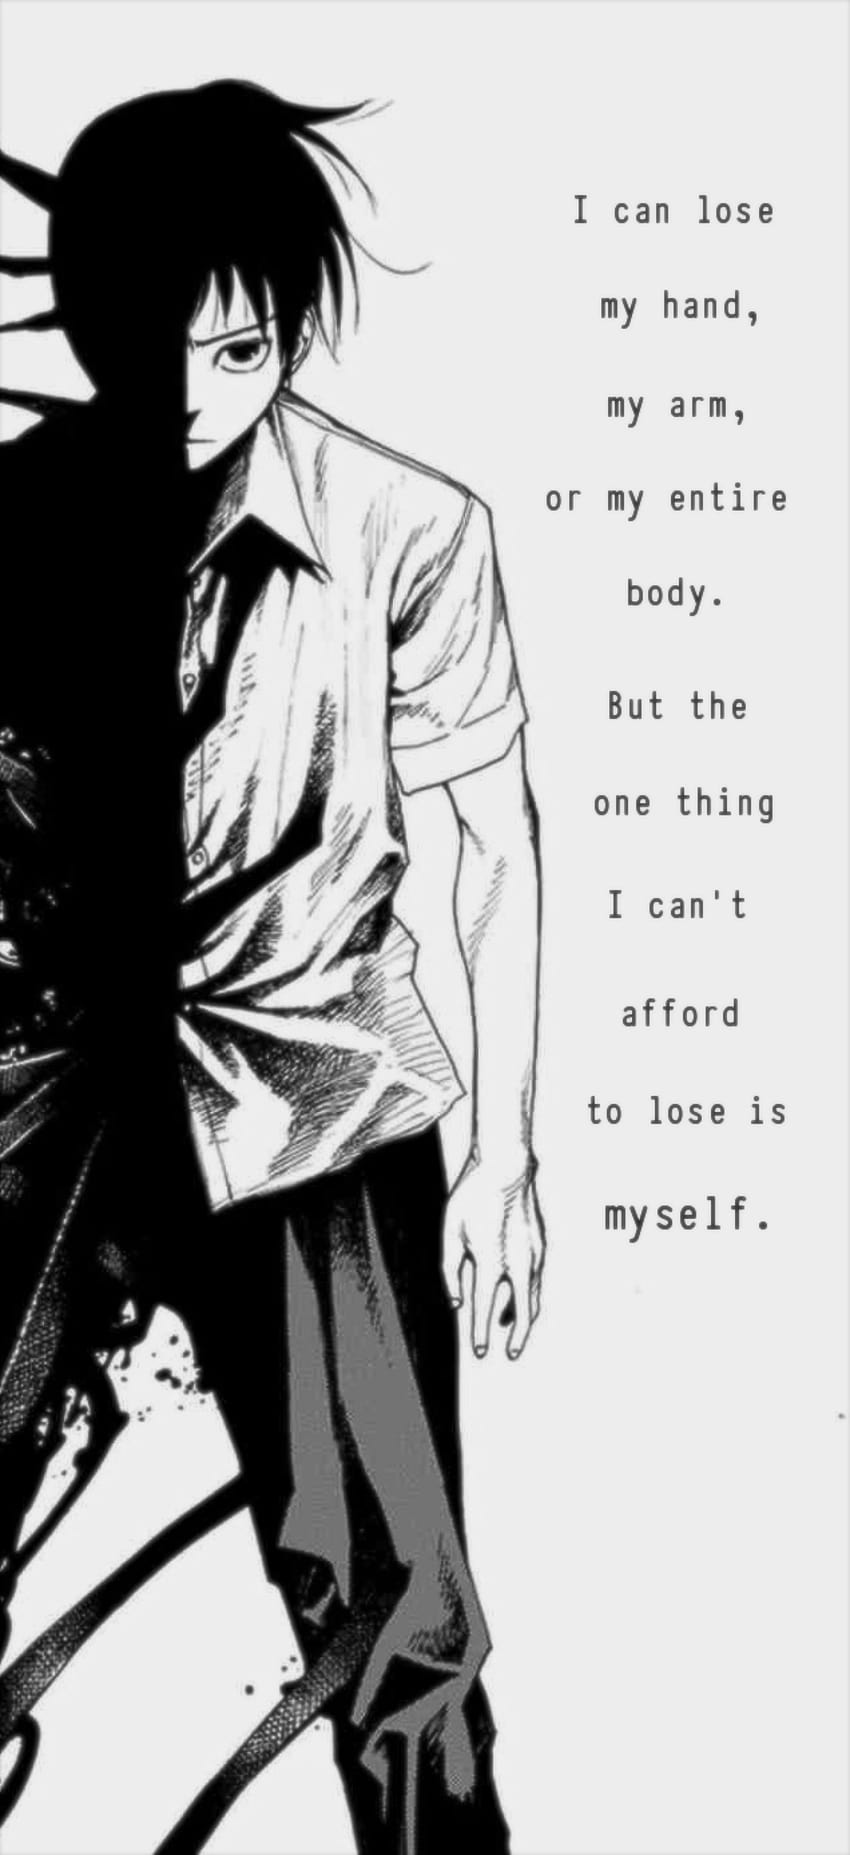 I can lose
my hand,
my arm,
or my entire
body.
But the
one thing
I can't
afford
to lose is
myself.